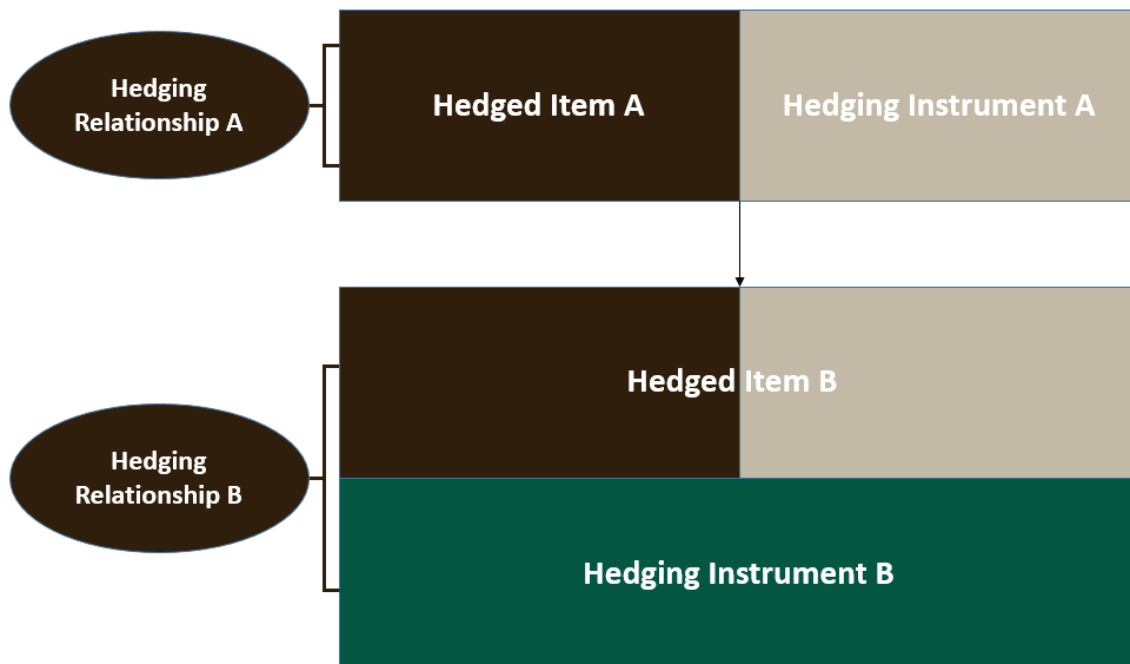 Hedging
Relationship A
Hedged Item A
Hedging Instrument A
Hedged Item B
Hedging
Relationship B
Hedging Instrument B